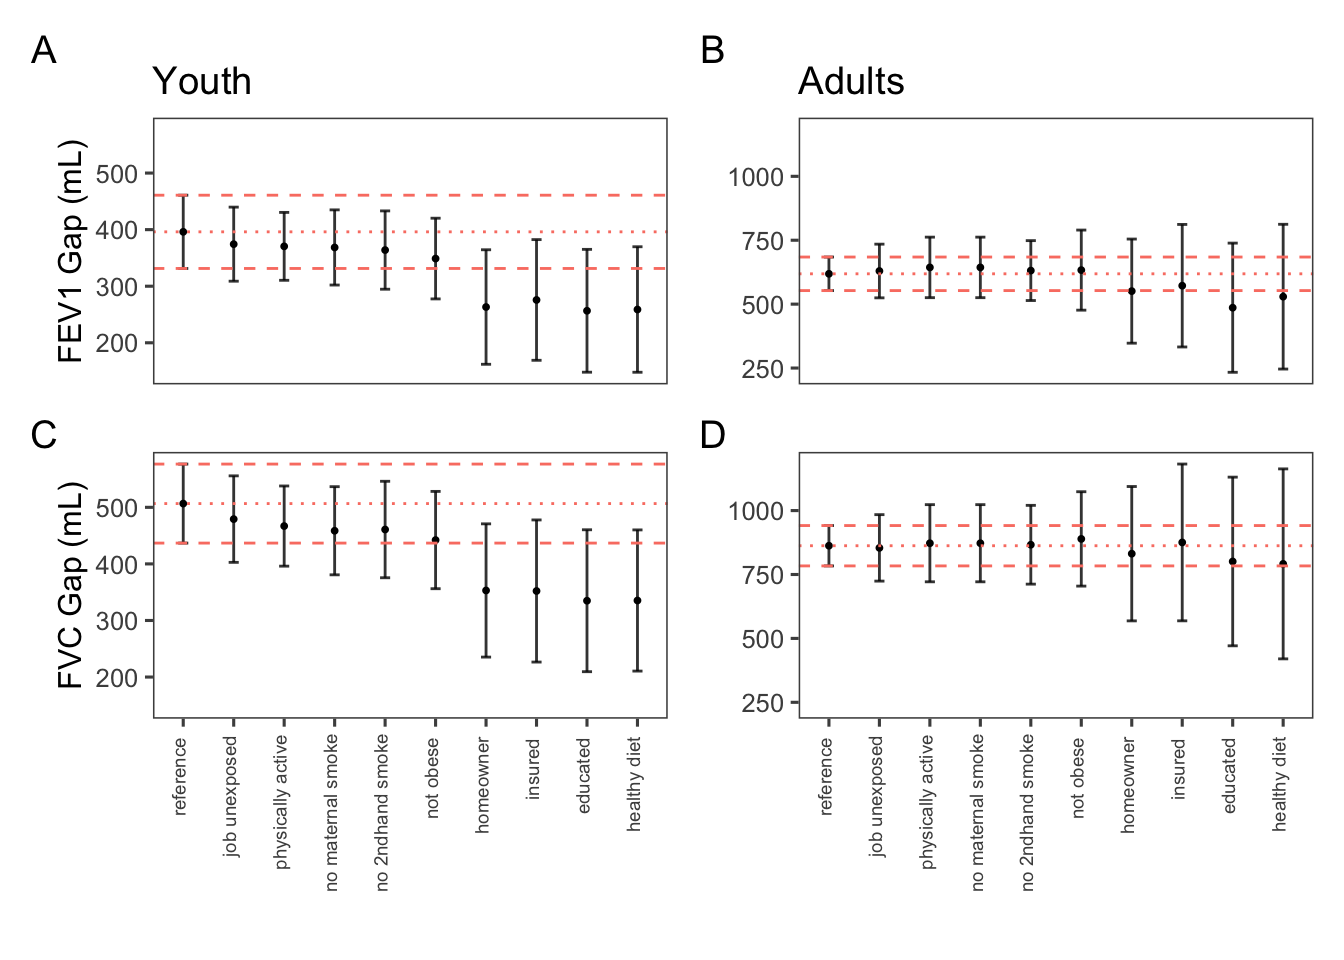 A
B
Youth
Adults
FEV1 Gap (mL)
500
400
300
200
1000
750
500
250
C
D
FVC Gap (mL)
500
400
300
200
1000
750
500
250
reference
job unexposed
physically active
no maternal smoke
no 2ndhand smoke
not obese
homeowner
insured
educated
healthy diet
reference
job unexposed
physically active
no maternal smoke
no 2ndhand smoke
not obese
homeowner
insured
educated
healthy diet